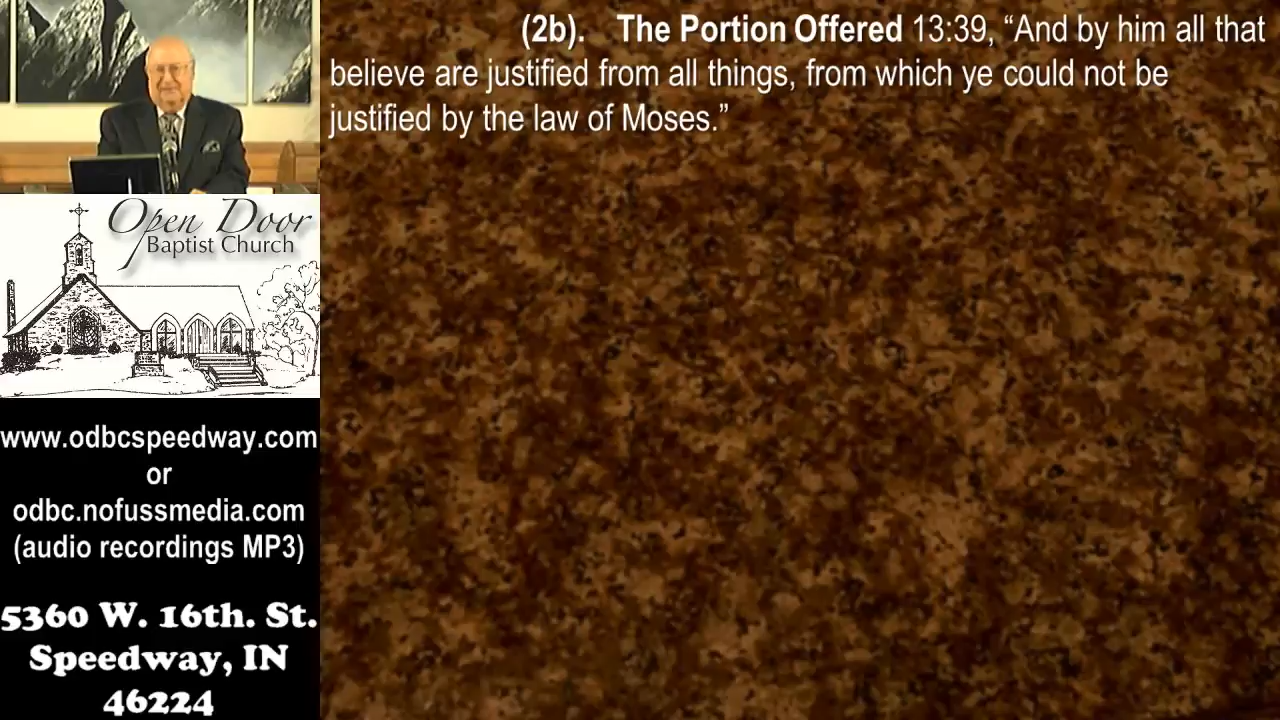 (2b). The Portion Offered 13:39, “And by him all that
believe are justified from all things, from which ye could not be
justified by the law of Moses.”
Open Door
Baptist Church
www.odbcspeedway.com
or
odbc.nofussmedia.com
(audio recordings MP3)
5360 W. 16th. St.
Speedway, IN
46224